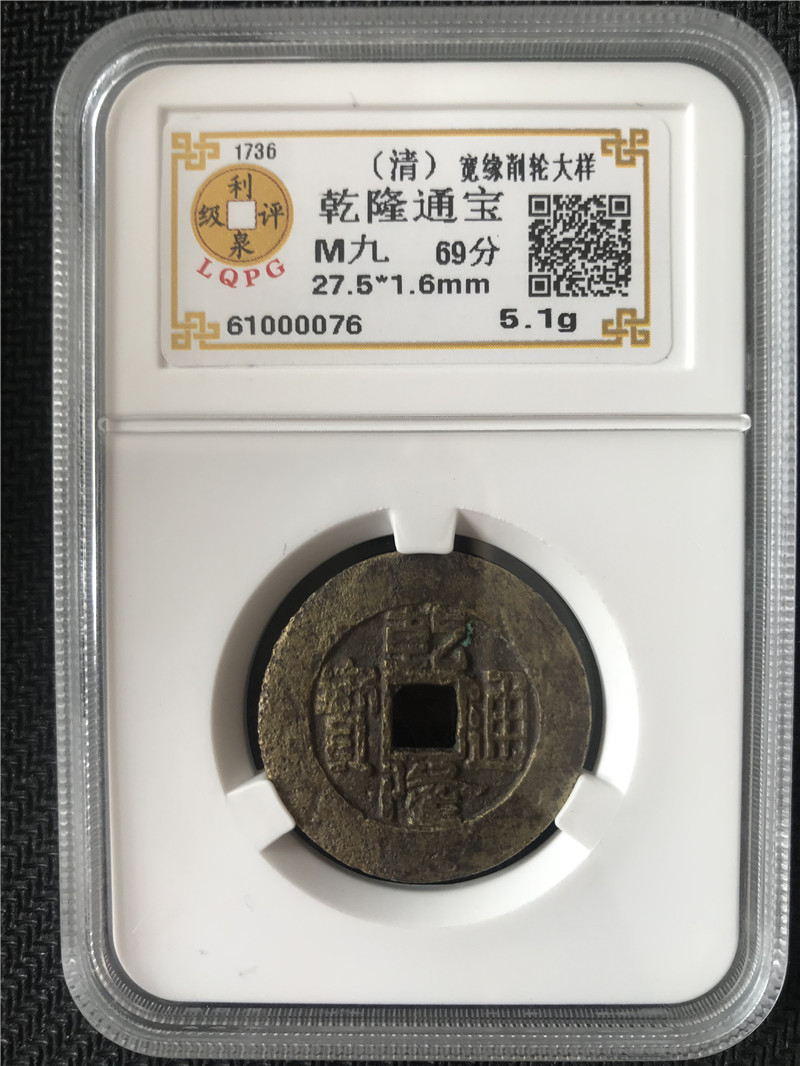 1736
（清）宽缘削轮大样
利泉评级
LQPG
乾隆通宝
M九 69分
27.5*1.6mm
61000076 5.1g
乾隆通寶